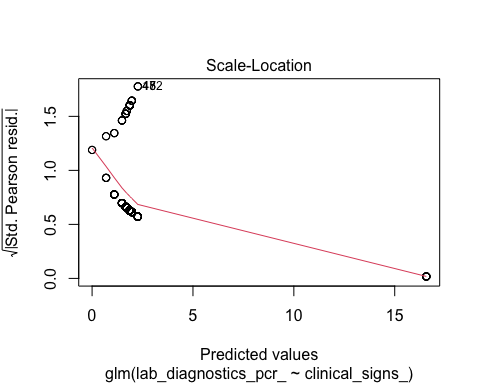 Scale-Location
√|Std. Pearson resid.|
0.0
0.5
1.0
1.5
0
5
10
15
Predicted values
glm(lab_diagnostics_pcr_ ~ clinical_signs_)